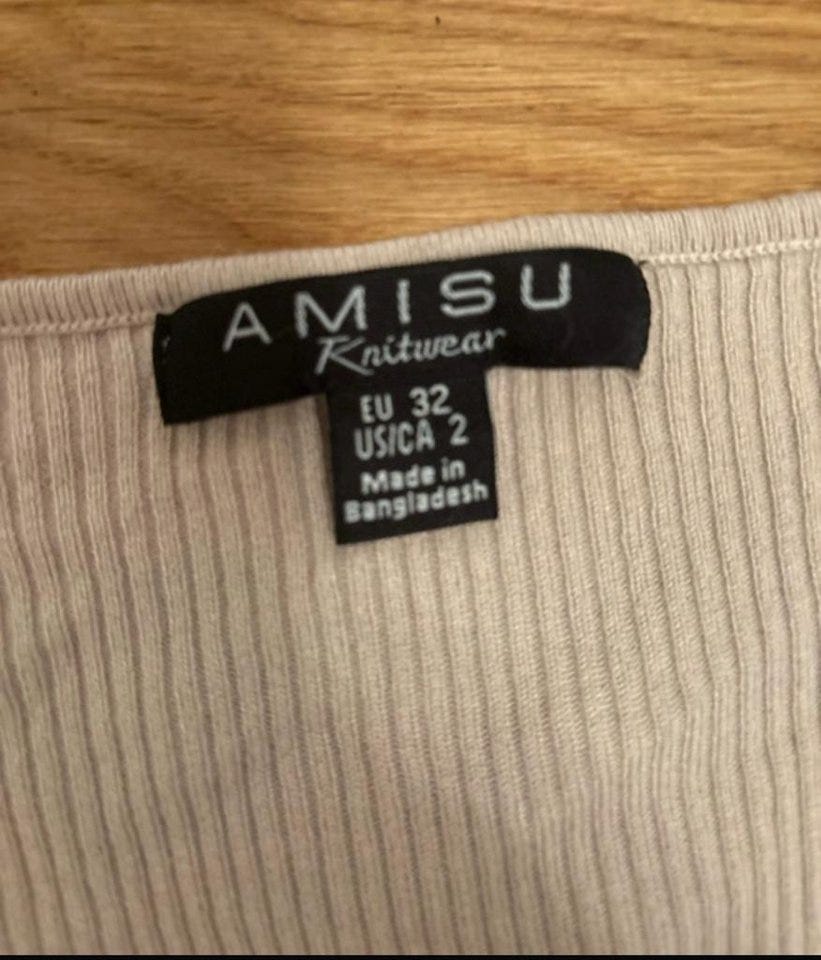 AMISU
Knitwear
EU 32
US/CA 2
Made in
Bangladesh